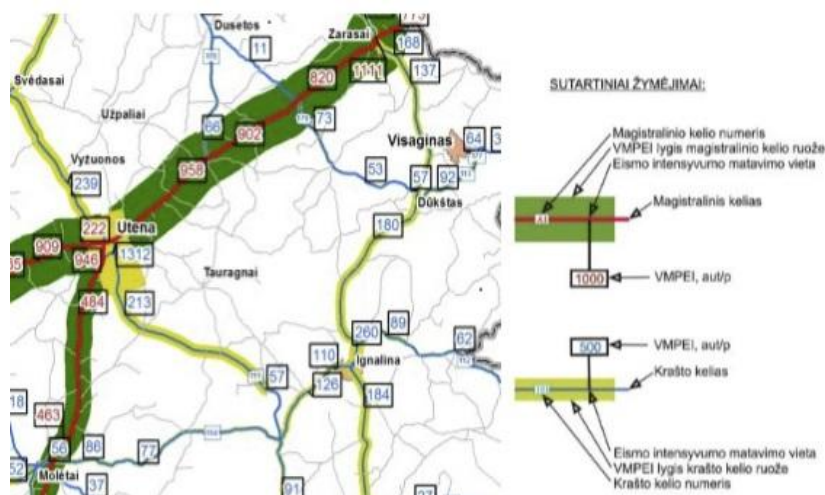 Dusetos
775
Zarasai
168
11
137
820
1111
Svėdasai
Užpaliai
66
902
73
Visaginas
64
3
Vyžuonos
958
53
57
92
239
Dūkštas
222
Utena
180
909
946
1312
Tauragnai
484
213
260
89
62
110
Ignalina
57
126
184
18
463
56
86
77
52
Molėtai
37
91
SUTARTINIAI ŽYMĖJIMAI:
Magistralinio kelio numeris
VMPEI lygis magistralinio kelio ruože
Eismo intensyvumo matavimo vieta
Magistralinis kelias
1000
VMPEI, aut/p
500
VMPEI, aut/p
Krašto kelias
Eismo intensyvumo matavimo vieta
VMPEI lygis krašto kelio ruože
Krašto kelio numeris